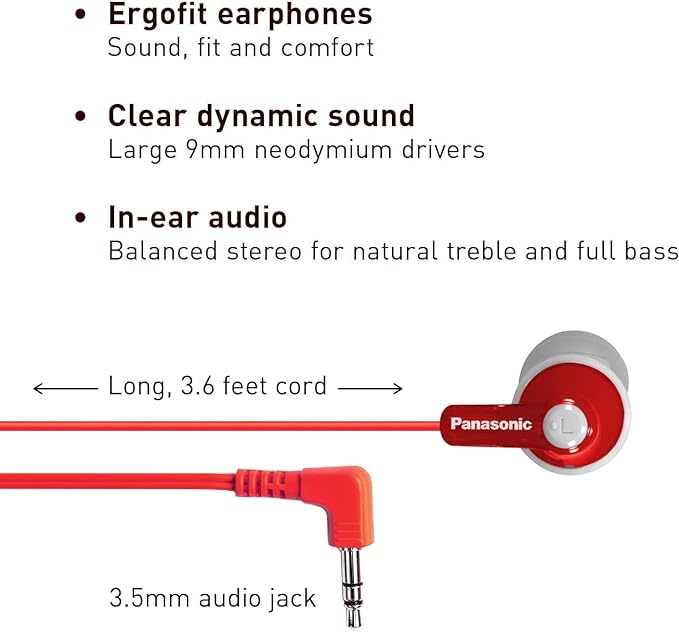 • Ergofit earphones
Sound, fit and comfort
• Clear dynamic sound
Large 9mm neodymium drivers
• In-ear audio
Balanced stereo for natural treble and full bass
Long, 3.6 feet cord
Panasonic
L
3.5mm audio jack